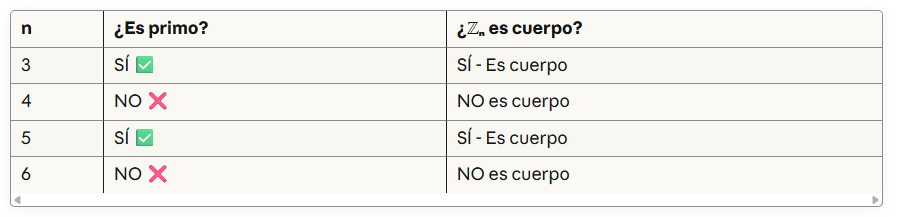 n ¿Es primo? ¿ℤₙ es cuerpo?
3 SÍ ✅ SÍ - Es cuerpo
4 NO ❌ NO es cuerpo
5 SÍ ✅ SÍ - Es cuerpo
6 NO ❌ NO es cuerpo